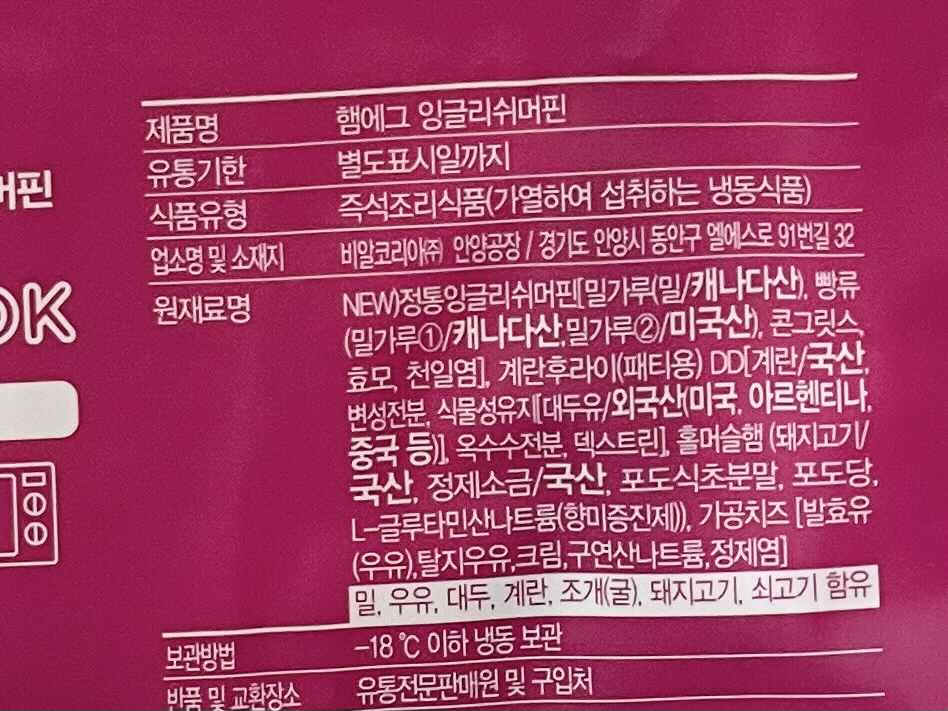 제품명 햄에그 잉글리쉬머핀
유통기한 별도표시일까지
머핀
식품유형 즉석조리식품(가열하여 섭취하는 냉동식품)
업소명 및 소재지 비알코리아㈜ 안양공장 / 경기도 안양시 동안구 엘에스로 91번길 32
원재료명 NEW)정통잉글리쉬머핀[밀가루(밀/캐나다산), 빵류
OK
(밀가루①/캐나다산,밀가루②/미국산), 콘그릿스,
효모, 천일염], 계란후라이(패티용) DD[계란/국산,
변성전분, 식물성유지[대두유/외국산(미국, 아르헨티나,
중국 등)], 옥수수전분, 덱스트린], 홀머슬햄 (돼지고기/
국산, 정제소금/국산, 포도식초분말, 포도당,
L-글루타민산나트륨(향미증진제)), 가공치즈 [발효유
(우유),탈지우유,크림,구연산나트륨,정제염]
밀, 우유, 대두, 계란, 조개(굴), 돼지고기, 쇠고기 함유
보관방법 -18℃ 이하 냉동 보관
반품 및 교환장소 유통전문판매원 및 구입처